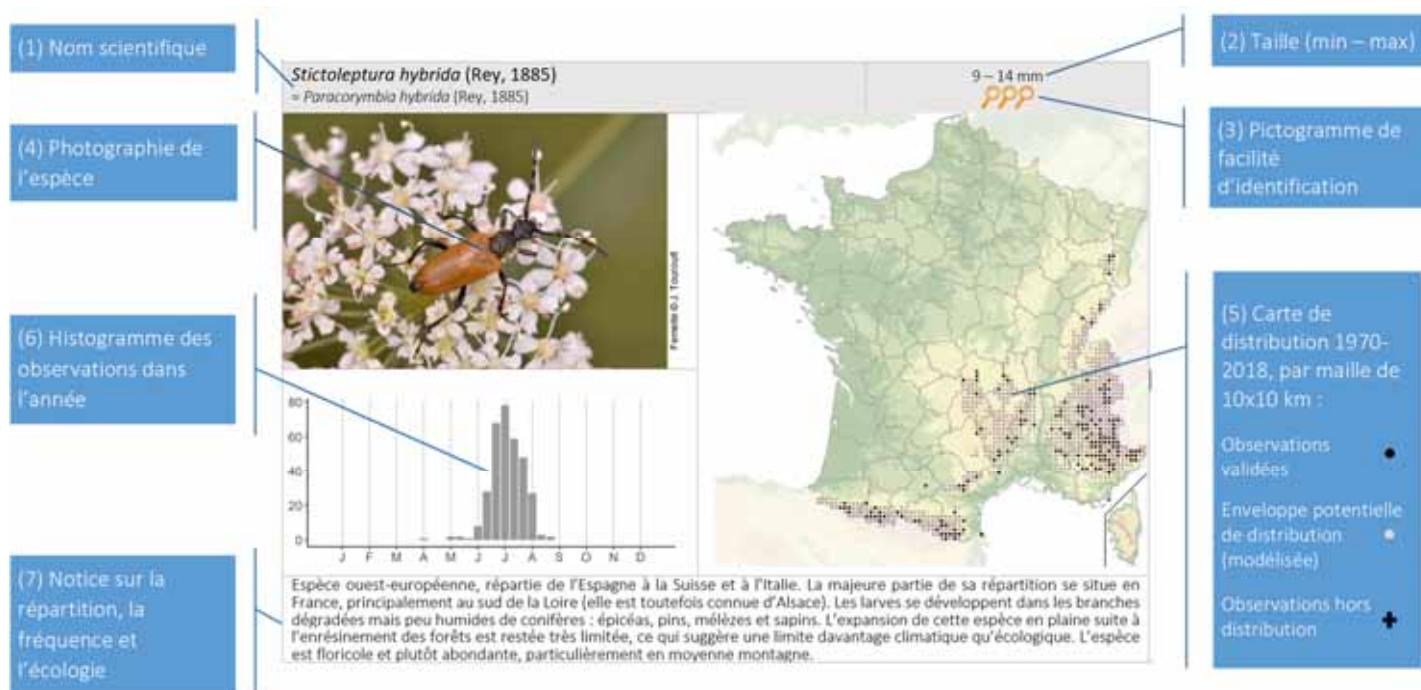 (1) Nom scientifique
(2) Taille (min – max)
Stictoleptura hybrida (Rey, 1885)
= Paracorymbia hybrida (Rey, 1885)
9 – 14 mm
(3) Pictogramme de
facilité
d'identification
(4) Photographie de
l'espèce
Femelle ©J. Touroult
(5) Carte de
distribution 1970-
2018, par maille de
10x10 km :
Observations
validées
Enveloppe potentielle
de distribution
(modélisée)
Observations hors
distribution
(6) Histogramme des
observations dans
l'année
80
60
40
20
0
J F M A M J J A S O N D
(7) Notice sur la
répartition, la
fréquence et
l'écologie
Espèce ouest-européenne, répartie de l'Espagne à la Suisse et à l'Italie. La majeure partie de sa répartition se situe en
France, principalement au sud de la Loire (elle est toutefois connue d'Alsace). Les larves se développent dans les branches
dégradées mais peu humides de conifères : épicéas, pins, mélèzes et sapins. L'expansion de cette espèce en plaine suite à
l'enrésinement des forêts est restée très limitée, ce qui suggère une limite davantage climatique qu'écologique. L'espèce
est floricole et plutôt abondante, particulièrement en moyenne montagne.